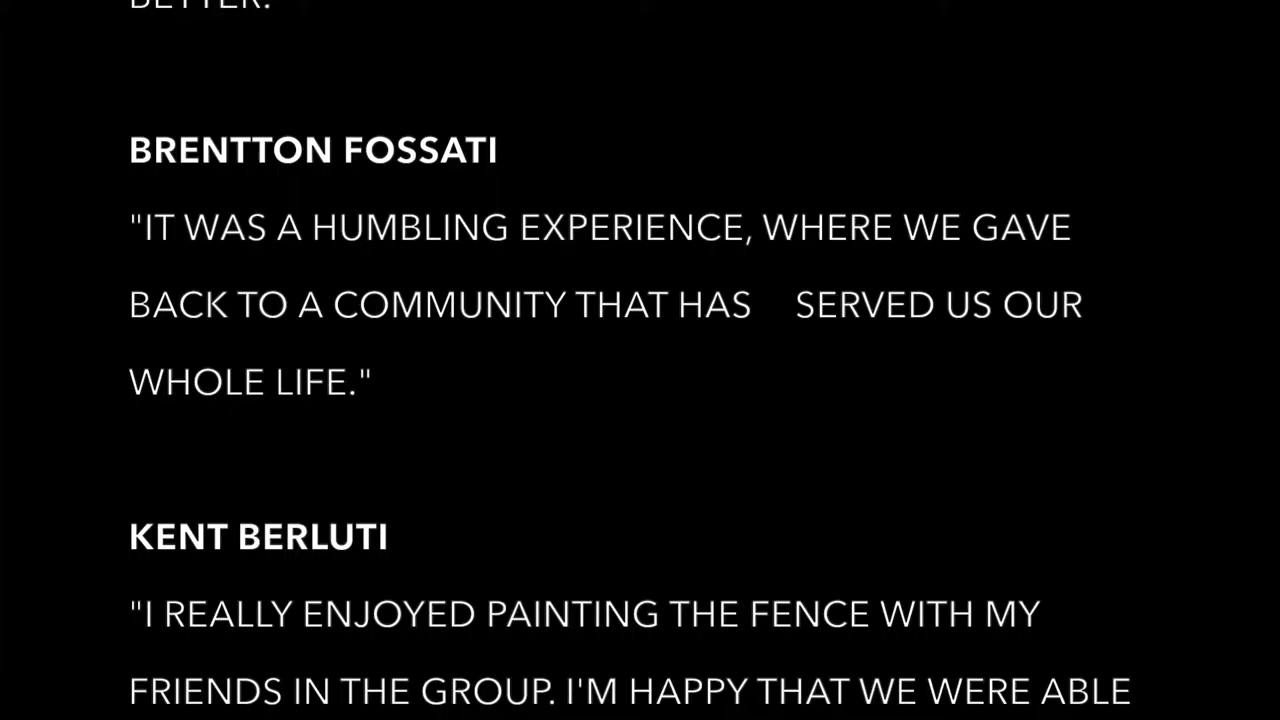 BETTER.
BRENTTON FOSSATI
"IT WAS A HUMBLING EXPERIENCE, WHERE WE GAVE
BACK TO A COMMUNITY THAT HAS    SERVED US OUR
WHOLE LIFE."
KENT BERLUTI
"I REALLY ENJOYED PAINTING THE FENCE WITH MY
FRIENDS IN THE GROUP. I'M HAPPY THAT WE WERE ABLE